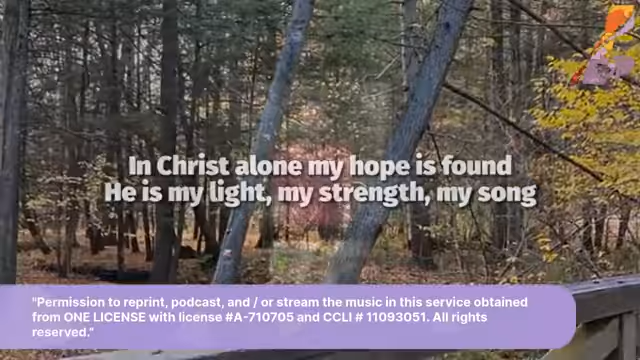 In Christ alone my hope is found
He is my light, my strength, my song
"Permission to reprint, podcast, and / or stream the music in this service obtained
from ONE LICENSE with license #A-710705 and CCLI # 11093051. All rights
reserved."